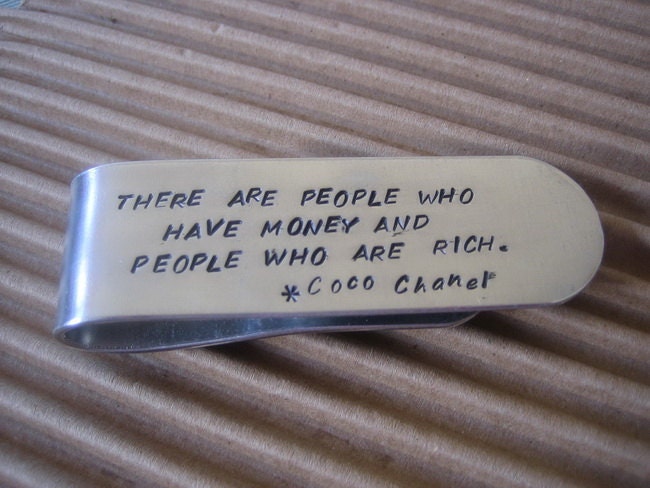 THERE ARE PEOPLE WHO
HAVE MONEY AND
PEOPLE WHO ARE RICH.
*Coco Chanel